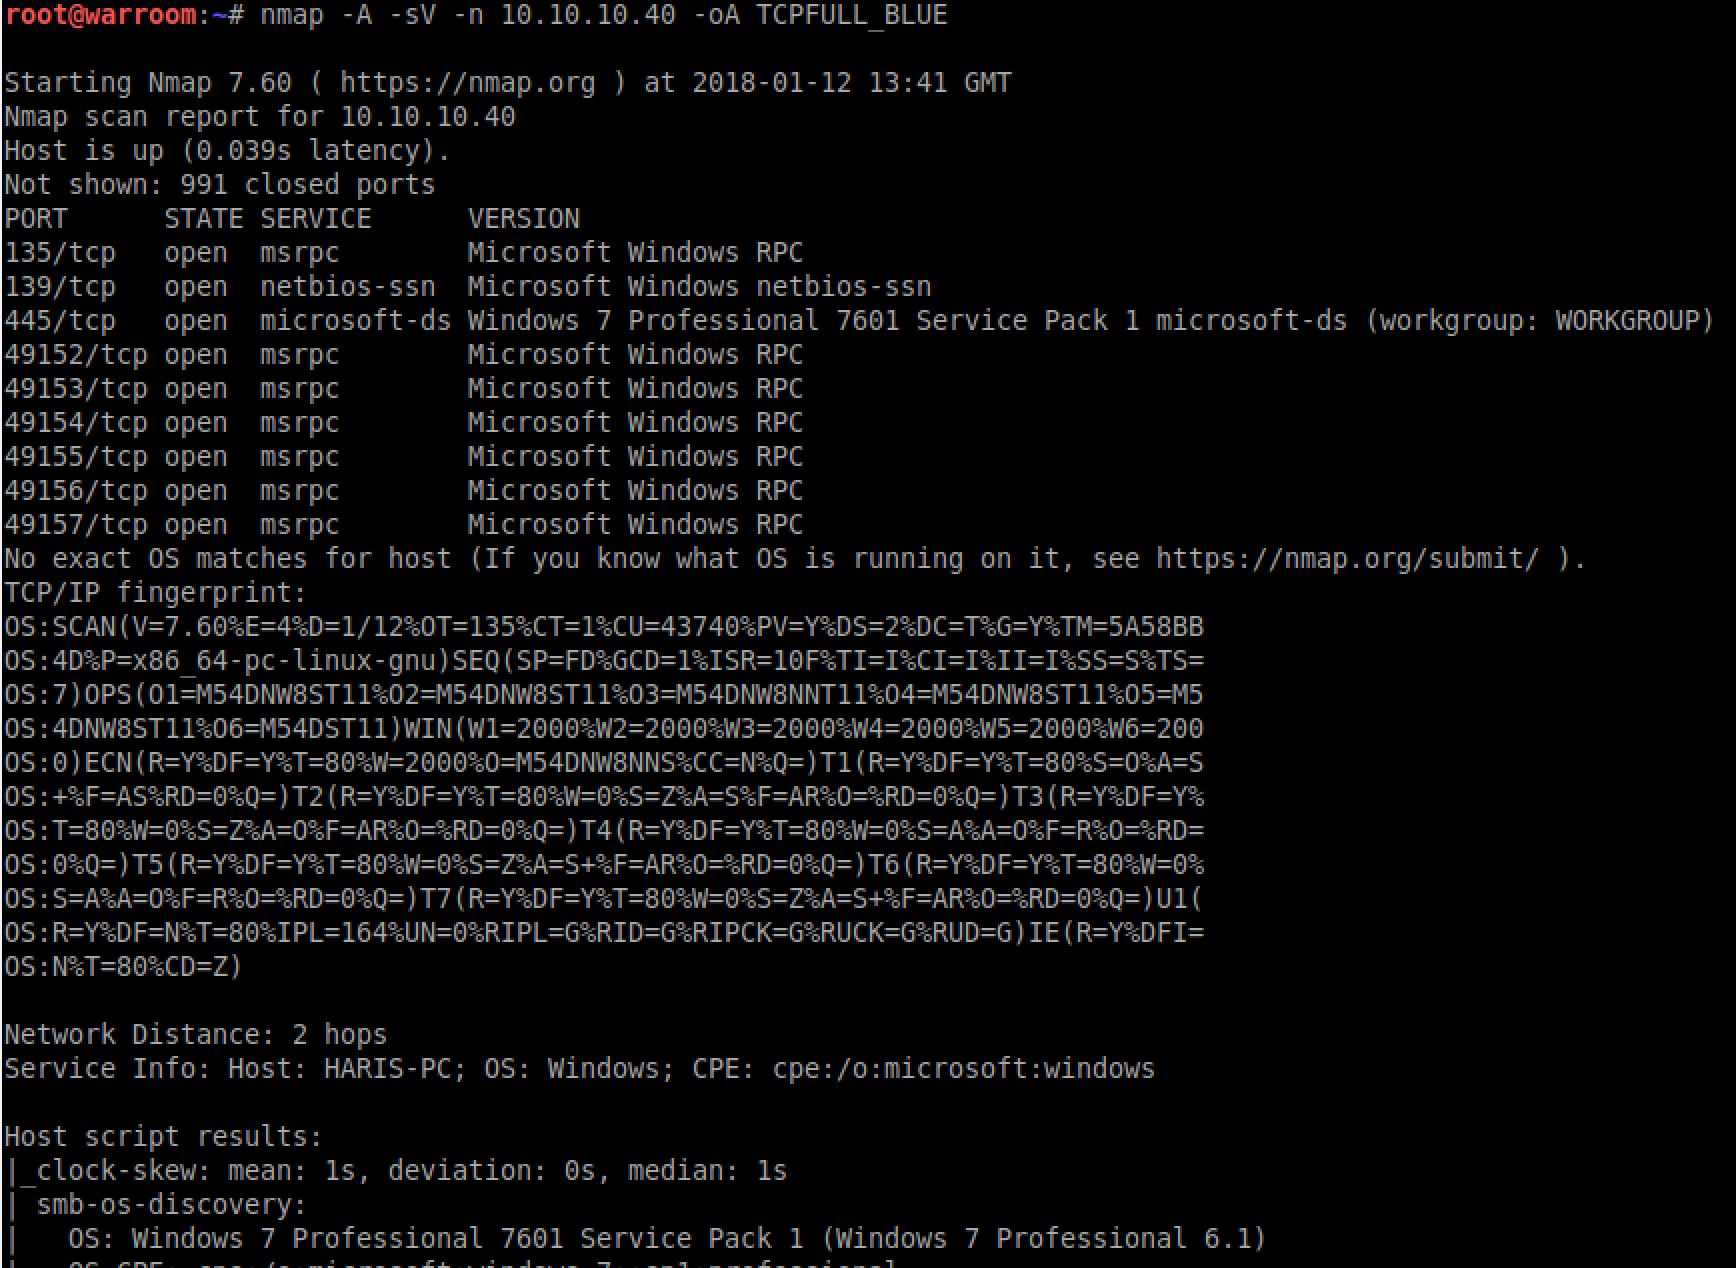 root@warroom:~# nmap -A -sV -n 10.10.10.40 -oA TCPFULL_BLUE
Starting Nmap 7.60 ( https://nmap.org ) at 2018-01-12 13:41 GMT
Nmap scan report for 10.10.10.40
Host is up (0.039s latency).
Not shown: 991 closed ports
PORT      STATE SERVICE      VERSION
135/tcp   open  msrpc        Microsoft Windows RPC
139/tcp   open  netbios-ssn  Microsoft Windows netbios-ssn
445/tcp   open  microsoft-ds Windows 7 Professional 7601 Service Pack 1 microsoft-ds (workgroup: WORKGROUP)
49152/tcp open  msrpc        Microsoft Windows RPC
49153/tcp open  msrpc        Microsoft Windows RPC
49154/tcp open  msrpc        Microsoft Windows RPC
49155/tcp open  msrpc        Microsoft Windows RPC
49156/tcp open  msrpc        Microsoft Windows RPC
49157/tcp open  msrpc        Microsoft Windows RPC
No exact OS matches for host (If you know what OS is running on it, see https://nmap.org/submit/ ).
TCP/IP fingerprint:
OS:SCAN(V=7.60%E=4%D=1/12%OT=135%CT=1%CU=43740%PV=Y%DS=2%DC=T%G=Y%TM=5A58BB
OS:4D%P=x86_64-pc-linux-gnu)SEQ(SP=FD%GCD=1%ISR=10F%TI=I%CI=I%II=I%SS=S%TS=
OS:7)OPS(O1=M54DNW8ST11%O2=M54DNW8ST11%O3=M54DNW8NNT11%O4=M54DNW8ST11%O5=M5
OS:4DNW8ST11%O6=M54DST11)WIN(W1=2000%W2=2000%W3=2000%W4=2000%W5=2000%W6=200
OS:0)ECN(R=Y%DF=Y%T=80%W=2000%O=M54DNW8NNS%CC=N%Q=)T1(R=Y%DF=Y%T=80%S=O%A=S
OS:+%F=AS%RD=0%Q=)T2(R=Y%DF=Y%T=80%W=0%S=Z%A=S%F=AR%O=%RD=0%Q=)T3(R=Y%DF=Y%
OS:T=80%W=0%S=Z%A=O%F=AR%O=%RD=0%Q=)T4(R=Y%DF=Y%T=80%W=0%S=A%A=O%F=R%O=%RD=
OS:0%Q=)T5(R=Y%DF=Y%T=80%W=0%S=Z%A=S+%F=AR%O=%RD=0%Q=)T6(R=Y%DF=Y%T=80%W=0%
OS:S=A%A=O%F=R%O=%RD=0%Q=)T7(R=Y%DF=Y%T=80%W=0%S=Z%A=S+%F=AR%O=%RD=0%Q=)U1(
OS:R=Y%DF=N%T=80%IPL=164%UN=0%RIPL=G%RID=G%RIPCK=G%RUCK=G%RUD=G)IE(R=Y%DFI=
OS:N%T=80%CD=Z)
Network Distance: 2 hops
Service Info: Host: HARIS-PC; OS: Windows; CPE: cpe:/o:microsoft:windows
Host script results:
|_clock-skew: mean: 1s, deviation: 0s, median: 1s
| smb-os-discovery:
|   OS: Windows 7 Professional 7601 Service Pack 1 (Windows 7 Professional 6.1)
|   OS CPE: cpe:/o:microsoft:windows_7::sp1:professional